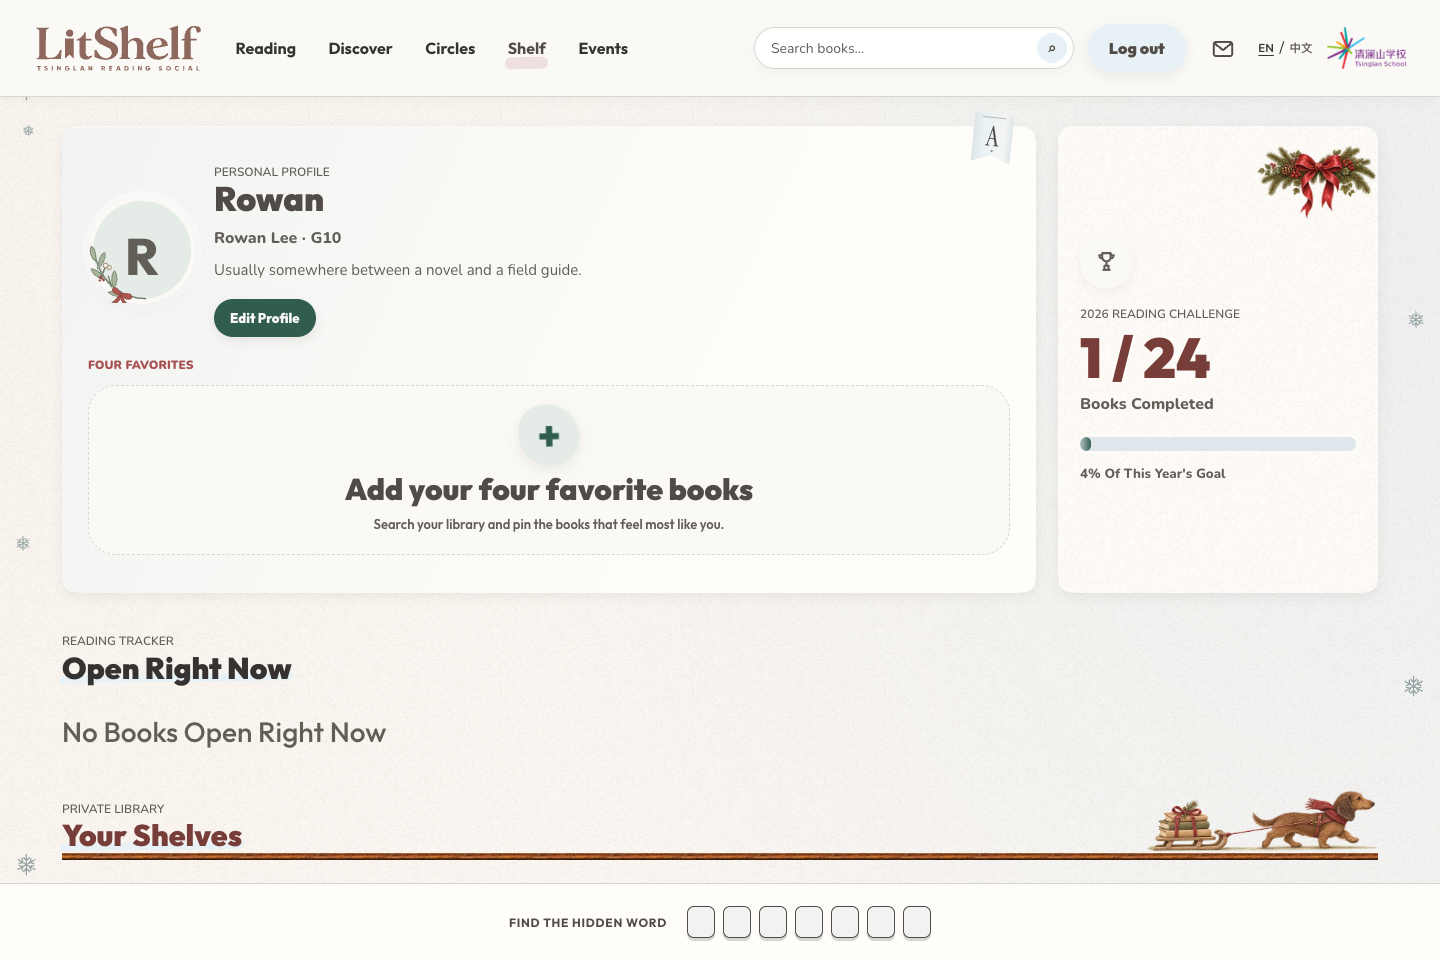 LitShelf
TSINGLAN READING SOCIAL
Reading
Discover
Circles
Shelf
Events
Search books...
Log out
EN / 中文
清澜山学校
Tsinglan School
A
PERSONAL PROFILE
Rowan
R
Rowan Lee · G10
Usually somewhere between a novel and a field guide.
Edit Profile
FOUR FAVORITES
Add your four favorite books
Search your library and pin the books that feel most like you.
2026 READING CHALLENGE
1 / 24
Books Completed
4% Of This Year's Goal
READING TRACKER
Open Right Now
No Books Open Right Now
PRIVATE LIBRARY
Your Shelves
FIND THE HIDDEN WORD